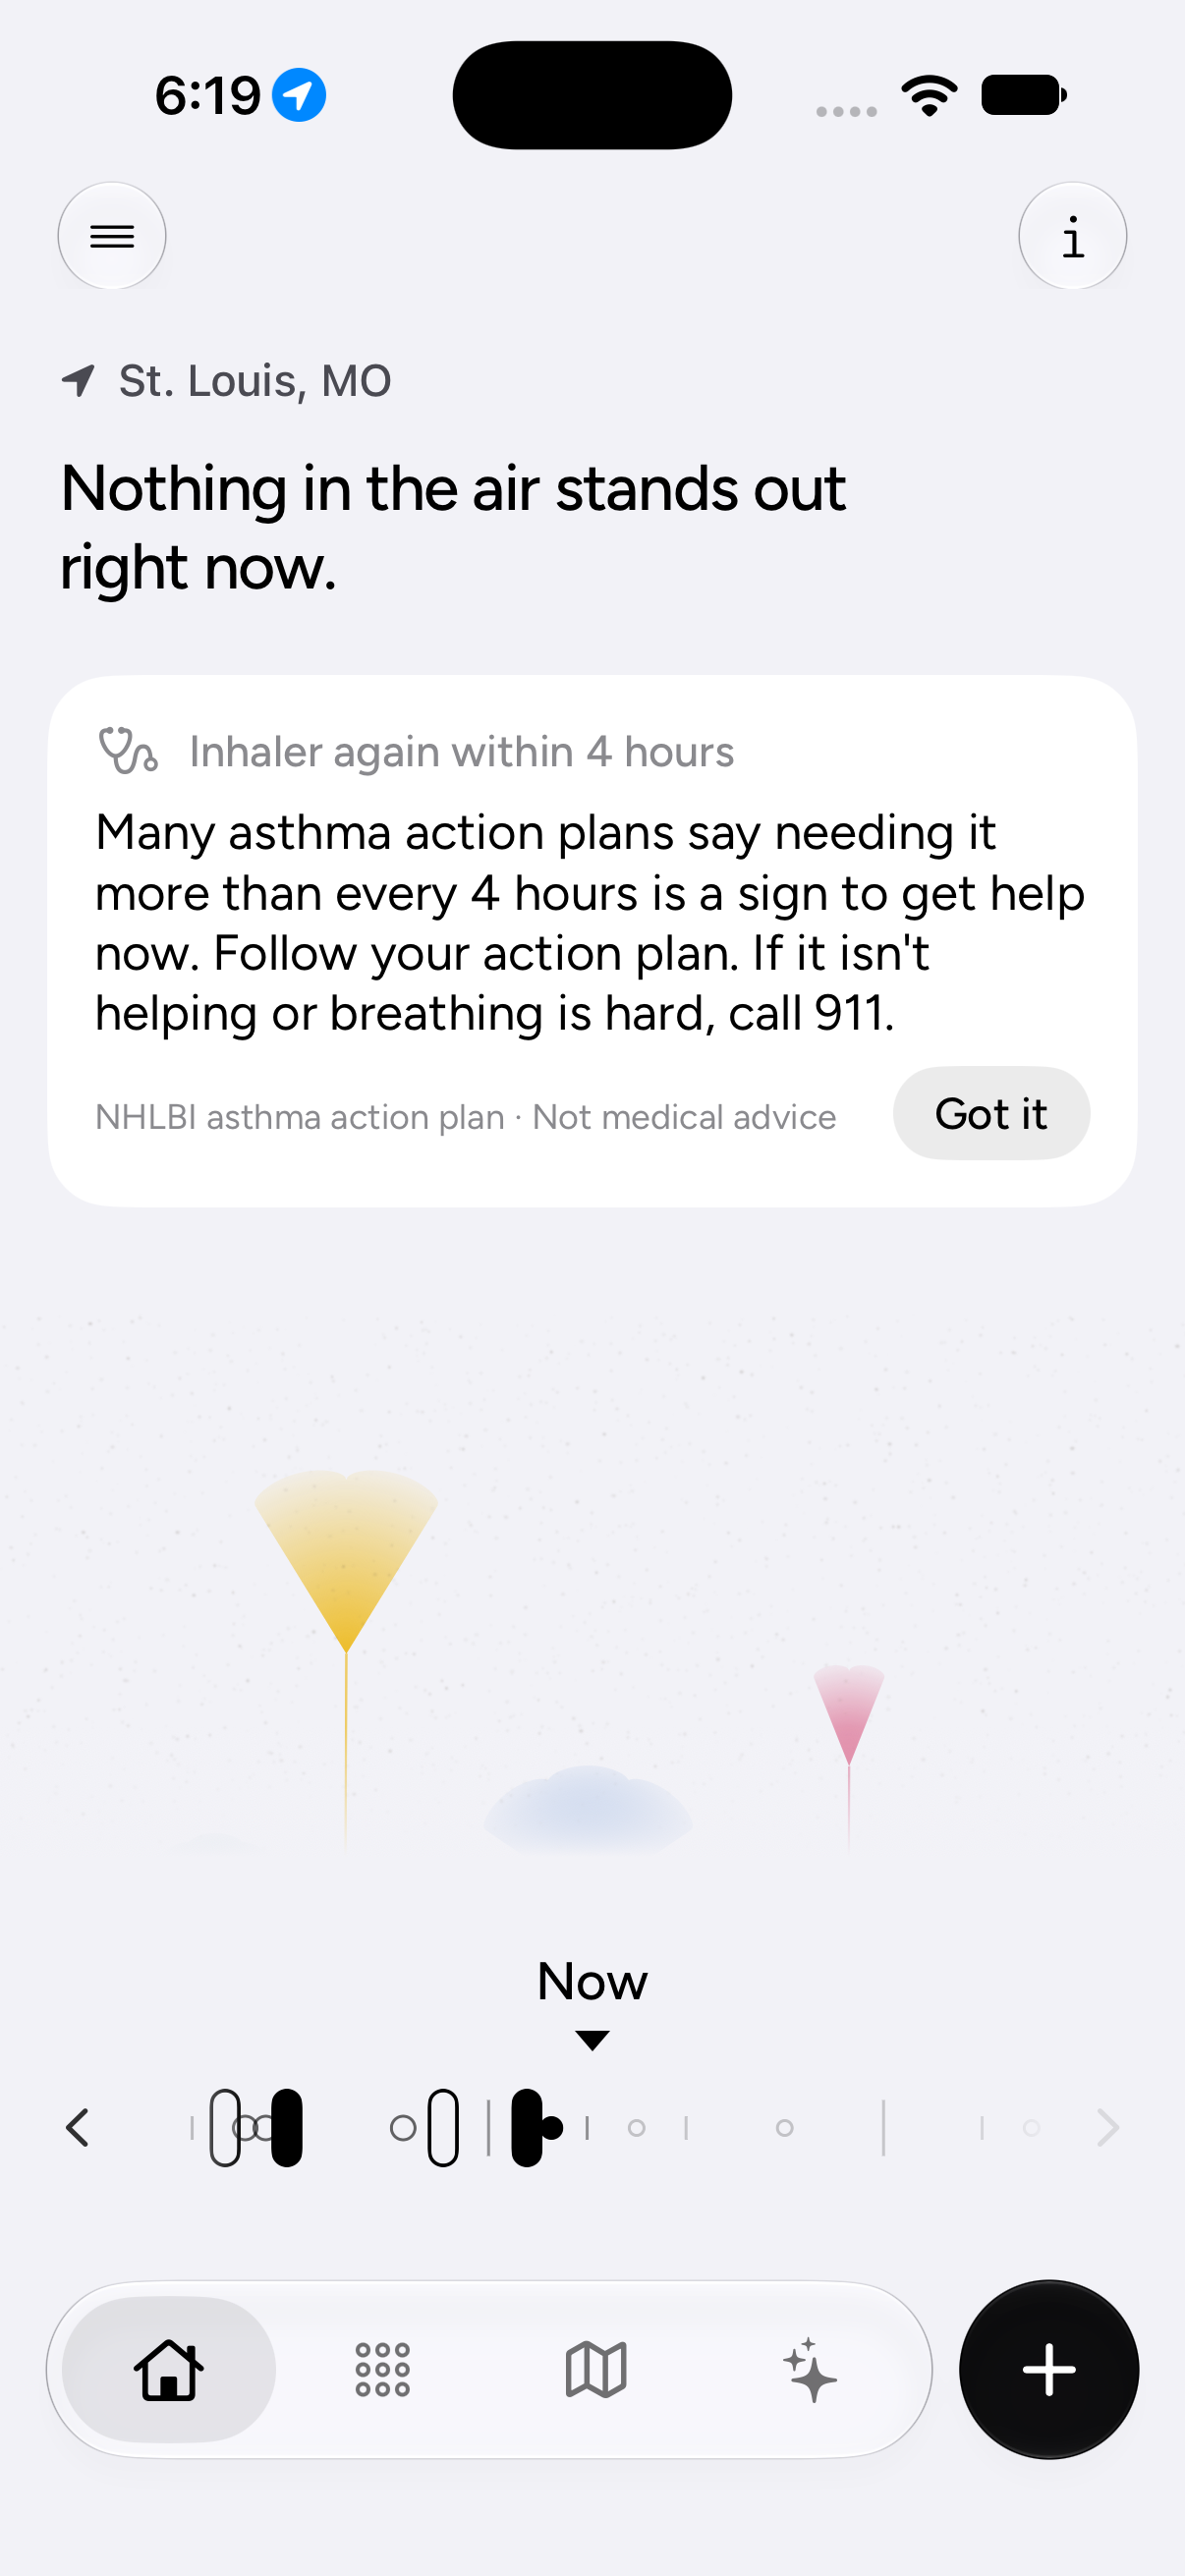 6:19
i
St. Louis, MO
Nothing in the air stands out
right now.
Inhaler again within 4 hours
Many asthma action plans say needing it
more than every 4 hours is a sign to get help
now. Follow your action plan. If it isn't
helping or breathing is hard, call 911.
NHLBI asthma action plan · Not medical advice
Got it
Now